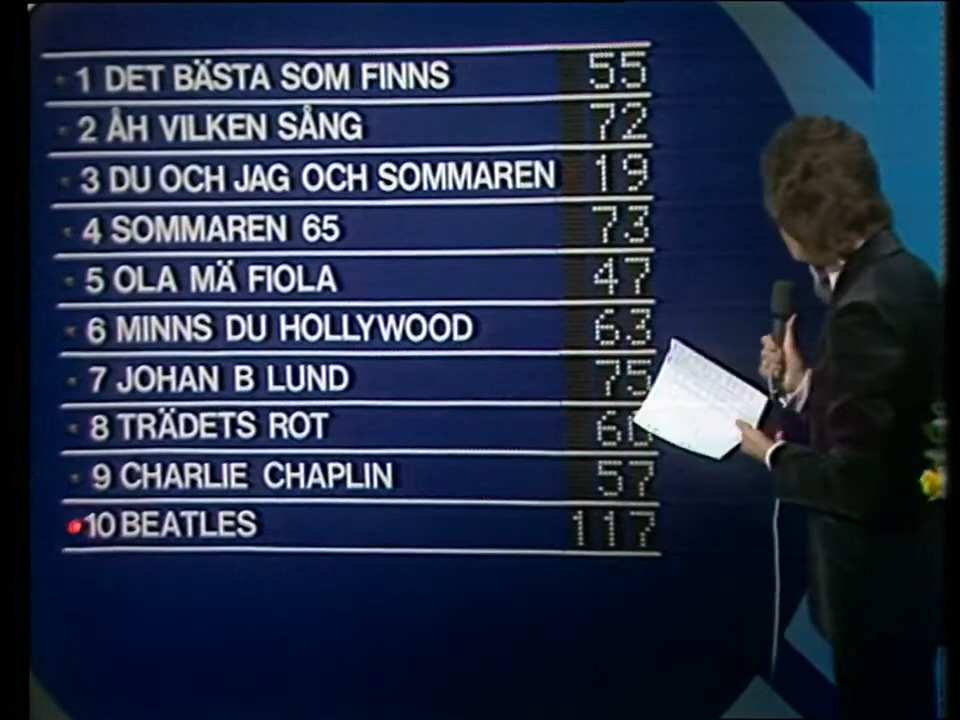 1 DET BÄSTA SOM FINNS 55
2 ÅH VILKEN SÅNG 72
3 DU OCH JAG OCH SOMMAREN 19
4 SOMMAREN 65 73
5 OLA MÄ FIOLA 47
6 MINNS DU HOLLYWOOD 63
7 JOHAN B LUND 75
8 TRÄDETS ROT
9 CHARLIE CHAPLIN 57
10 BEATLES 117